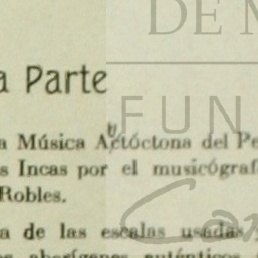 DE M
a Parte
FUN
a Música Autóctona del Pe
s Incas por el musicógraf
Robles.
a de las escalas usadas